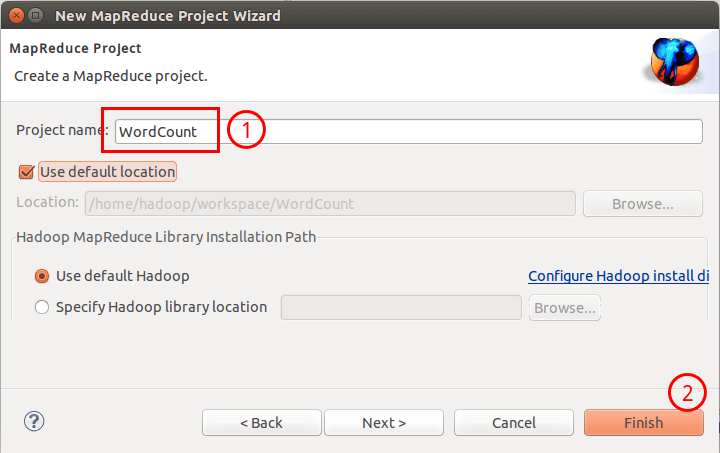 New MapReduce Project Wizard
MapReduce Project
Create a MapReduce project.
Project name: WordCount 1
Use default location
Location: /home/hadoop/workspace/WordCount Browse...
Hadoop MapReduce Library Installation Path
Use default Hadoop Configure Hadoop install di
Specify Hadoop library location Browse...
2
? < Back Next > Cancel Finish